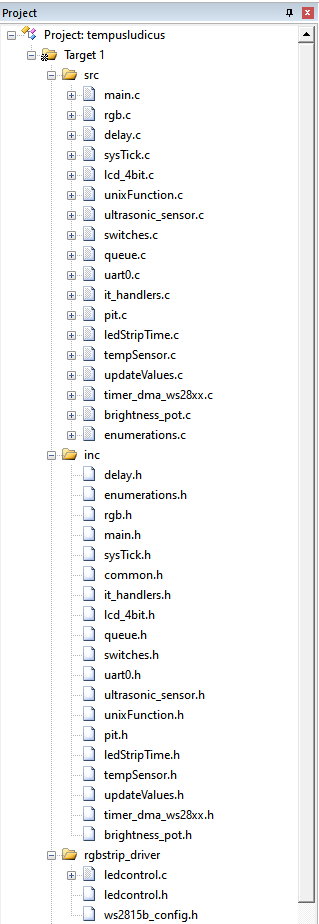 Project
Project: tempusludicus
Target 1
src
main.c
rgb.c
delay.c
sysTick.c
lcd_4bit.c
unixFunction.c
ultrasonic_sensor.c
switches.c
queue.c
uart0.c
it_handlers.c
pit.c
ledStripTime.c
tempSensor.c
updateValues.c
timer_dma_ws28xx.c
brightness_pot.c
enumerations.c
inc
delay.h
enumerations.h
rgb.h
main.h
sysTick.h
common.h
it_handlers.h
lcd_4bit.h
queue.h
switches.h
uart0.h
ultrasonic_sensor.h
unixFunction.h
pit.h
ledStripTime.h
tempSensor.h
updateValues.h
timer_dma_ws28xx.h
brightness_pot.h
rgbstrip_driver
ledcontrol.c
ledcontrol.h
ws2815b_config.h